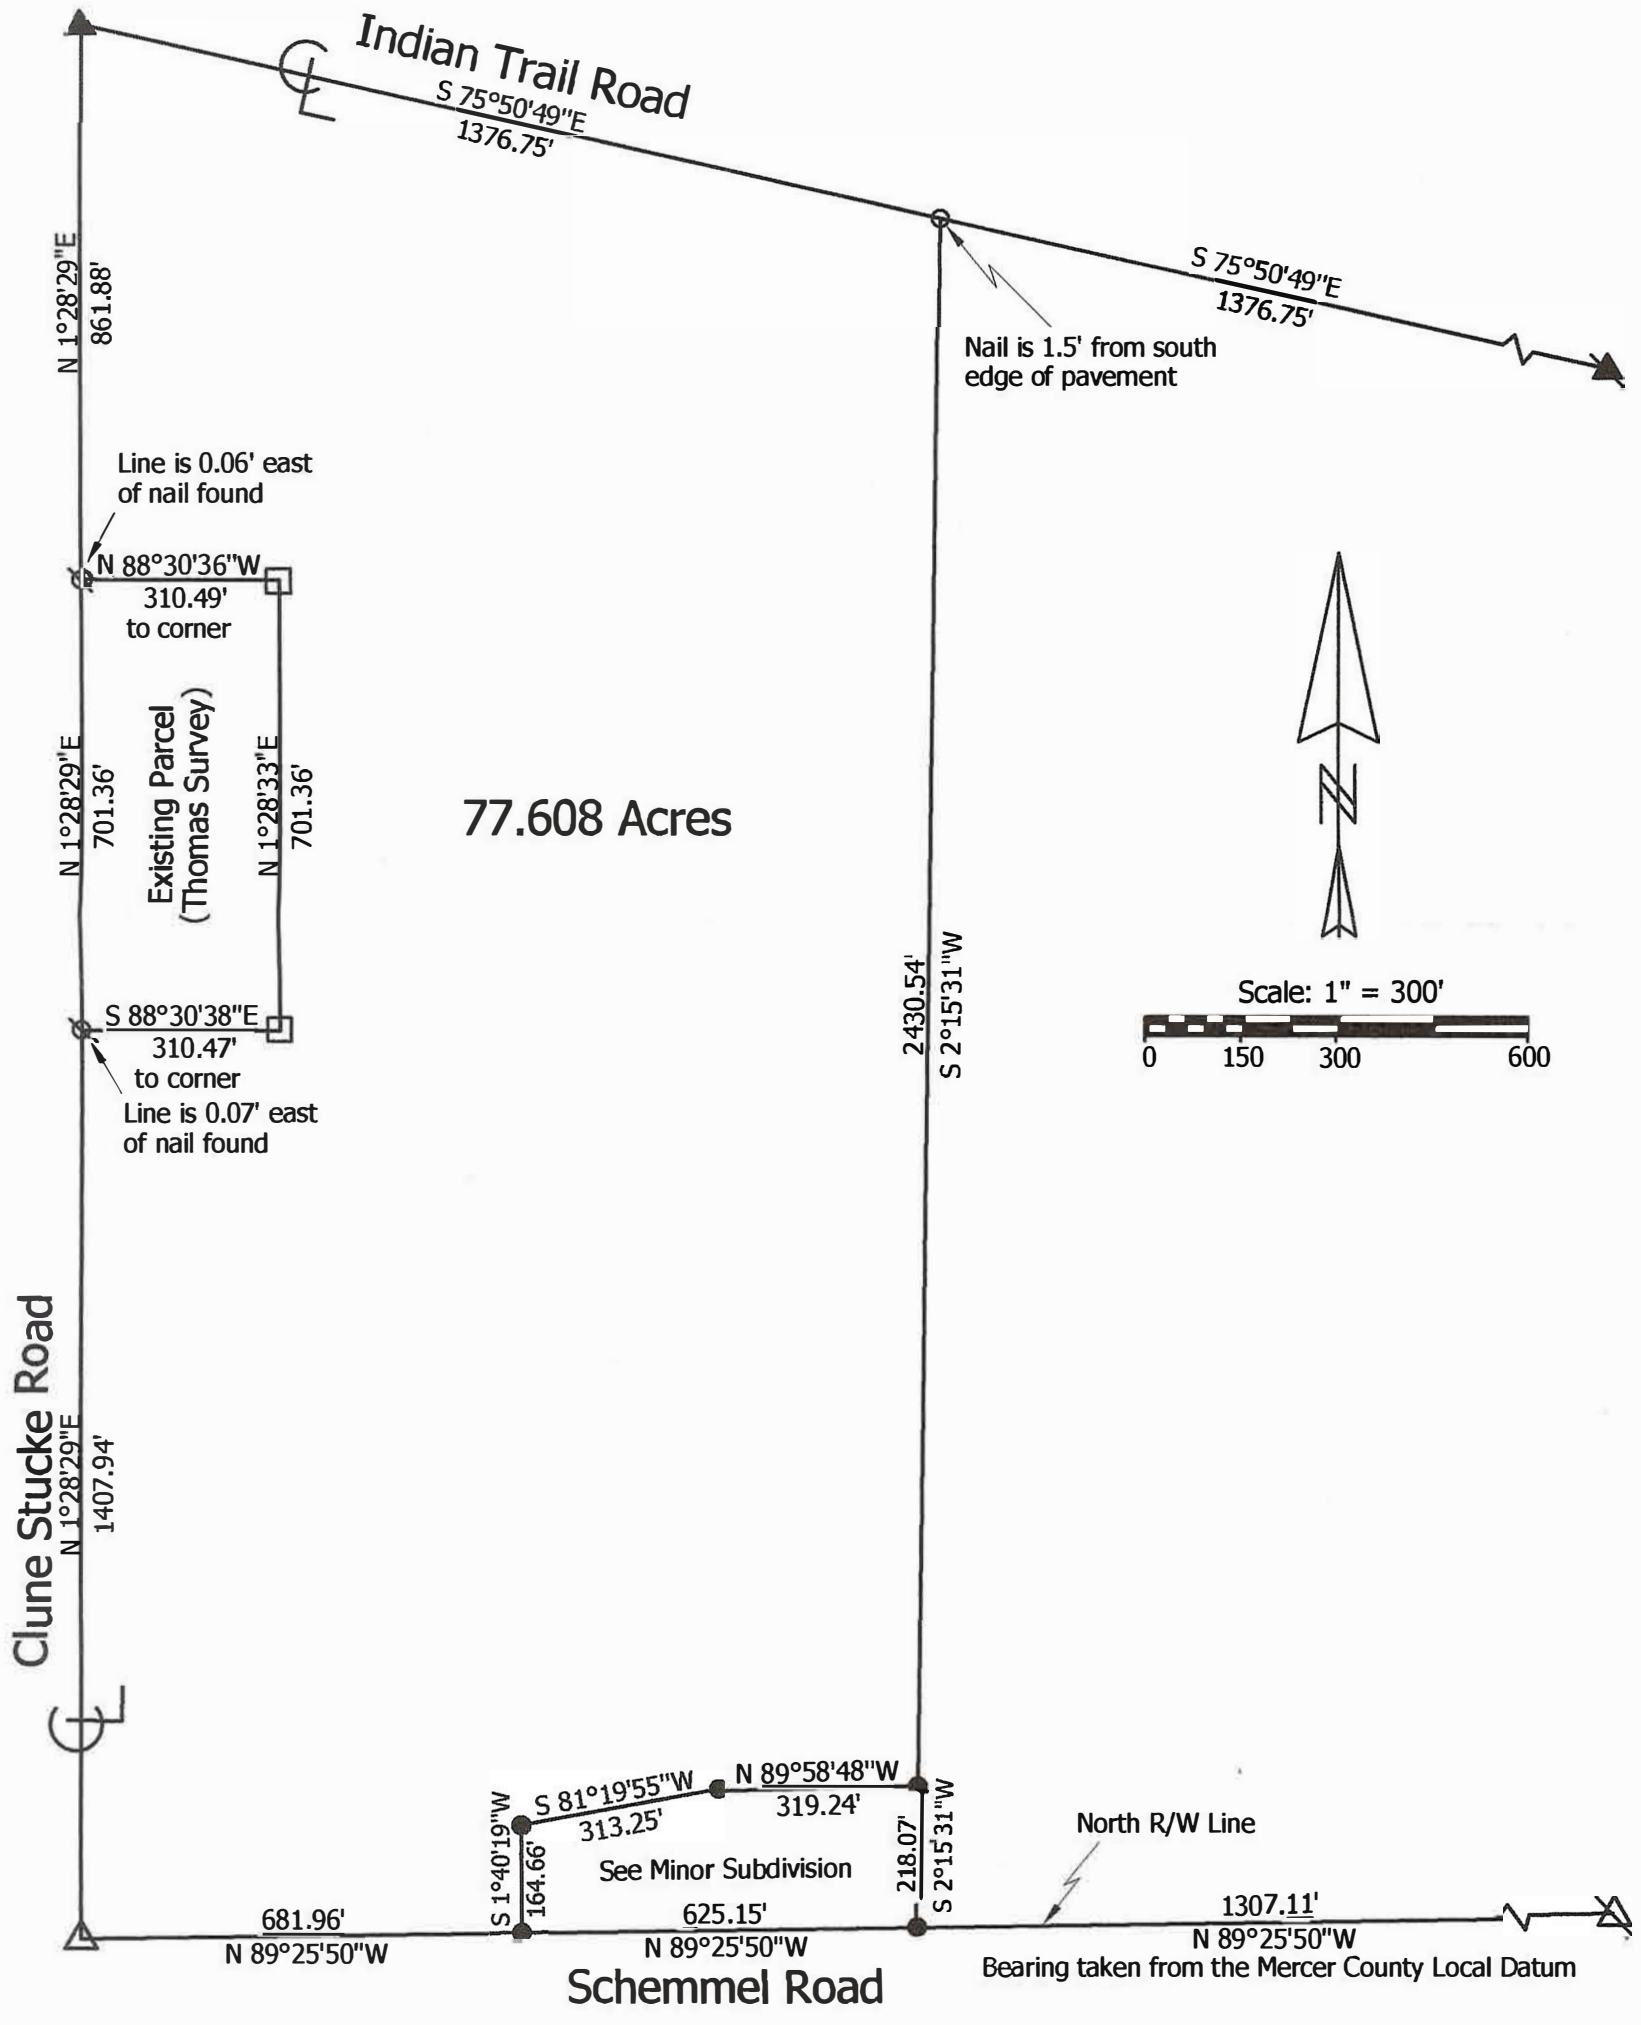 Indian Trail Road
S 75°50'49"E
1376.75'
S 75°50'49"E
1376.75'
Nail is 1.5' from south
edge of pavement
N 1°28'29"E
861.88'
Line is 0.06' east
of nail found
N 88°30'36"W
310.49'
to corner
N 1°28'29"E
701.36'
Existing Parcel
(Thomas Survey)
N 1°28'33"E
701.36'
77.608 Acres
N
2430.54'
S 2°15'31"W
Scale: 1" = 300'
0 150 300 600
S 88°30'38"E
310.47'
to corner
Line is 0.07' east
of nail found
Clune Stucke Road
N 1°28'29"E
1407.94'
S 1°40'19"W
164.66'
S 81°19'55"W
313.25'
N 89°58'48"W
319.24'
218.07'
S 2°15'31"W
See Minor Subdivision
North R/W Line
681.96'
N 89°25'50"W
625.15'
N 89°25'50"W
1307.11'
N 89°25'50"W
Schemmel Road
Bearing taken from the Mercer County Local Datum